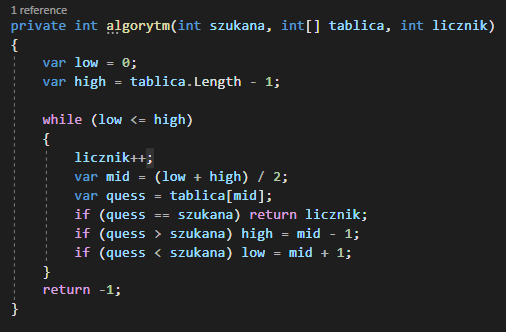 1 reference
private int algorytm(int szukana, int[] tablica, int licznik)
{
    var low = 0;
    var high = tablica.Length - 1;

    while (low <= high)
    {
        licznik++;
        var mid = (low + high) / 2;
        var quess = tablica[mid];
        if (quess == szukana) return licznik;
        if (quess > szukana) high = mid - 1;
        if (quess < szukana) low = mid + 1;
    }
    return -1;
}